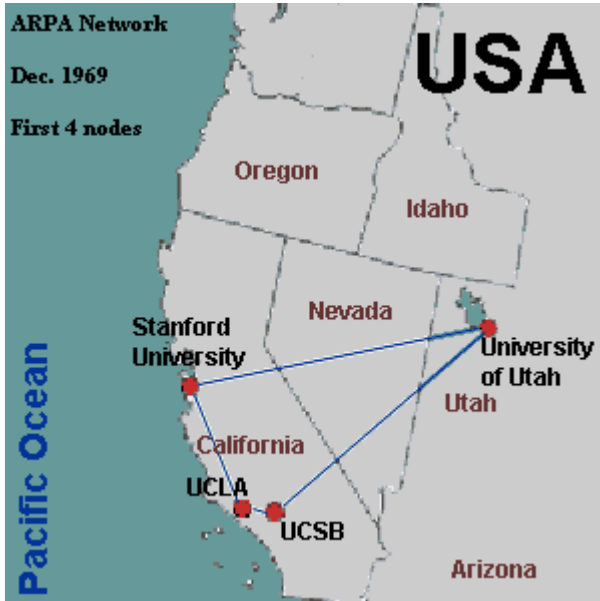 ARPA Network
Dec. 1969
First 4 nodes
USA
Oregon
Idaho
Nevada
Stanford
University
University
of Utah
Utah
California
UCLA
UCSB
Arizona
Pacific Ocean